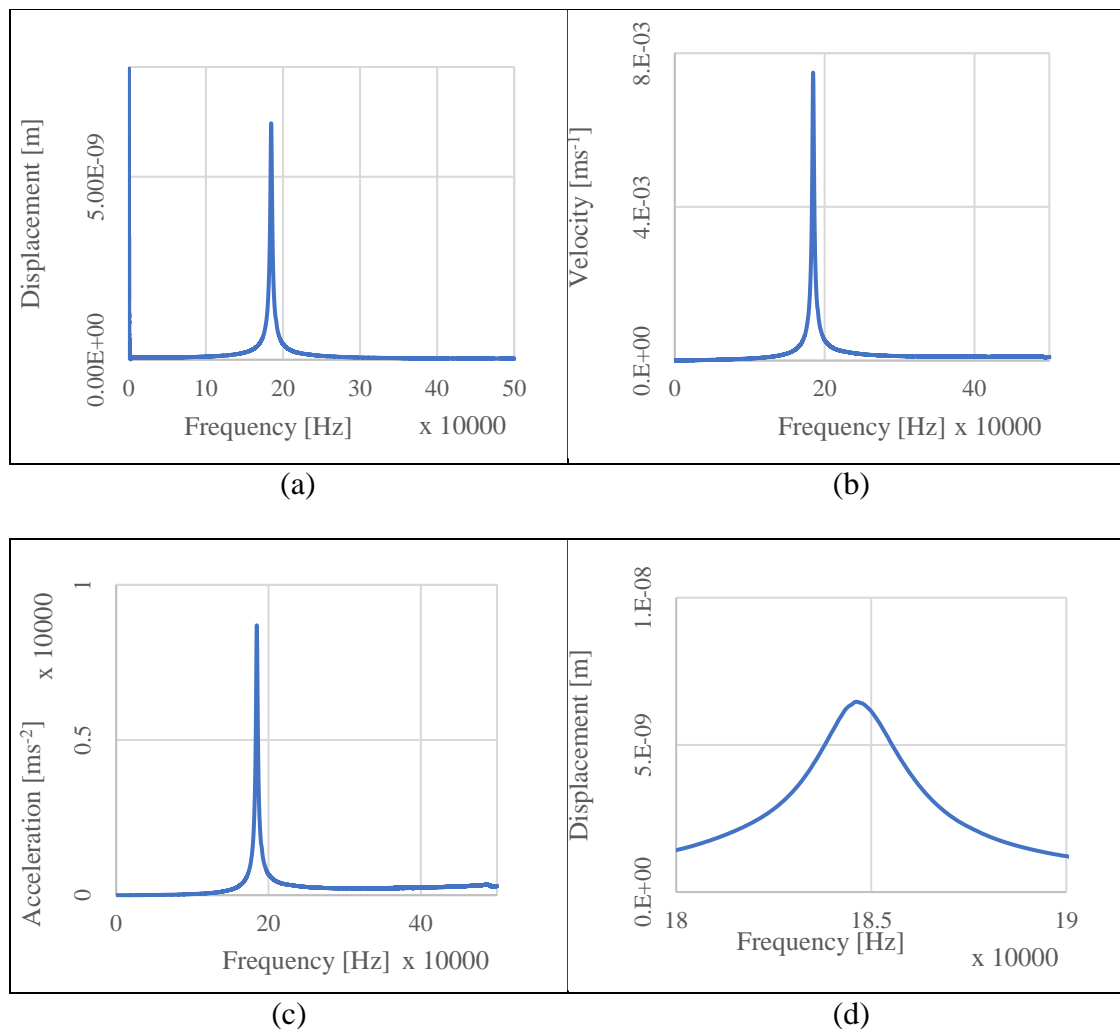 Displacement [m]
5.00E-09
0.00E+00
0 10 20 30 40 50
Frequency [Hz] x 10000
(a)
Velocity [ms-1]
8.E-03
4.E-03
0.E+00
0 20 40
Frequency [Hz] x 10000
(b)
Acceleration [ms-2]
x 10000
1
0.5
0
0 20 40
Frequency [Hz] x 10000
(c)
Displacement [m]
1.E-08
5.E-09
0.E+00
18 18.5 19
Frequency [Hz]
x 10000
(d)